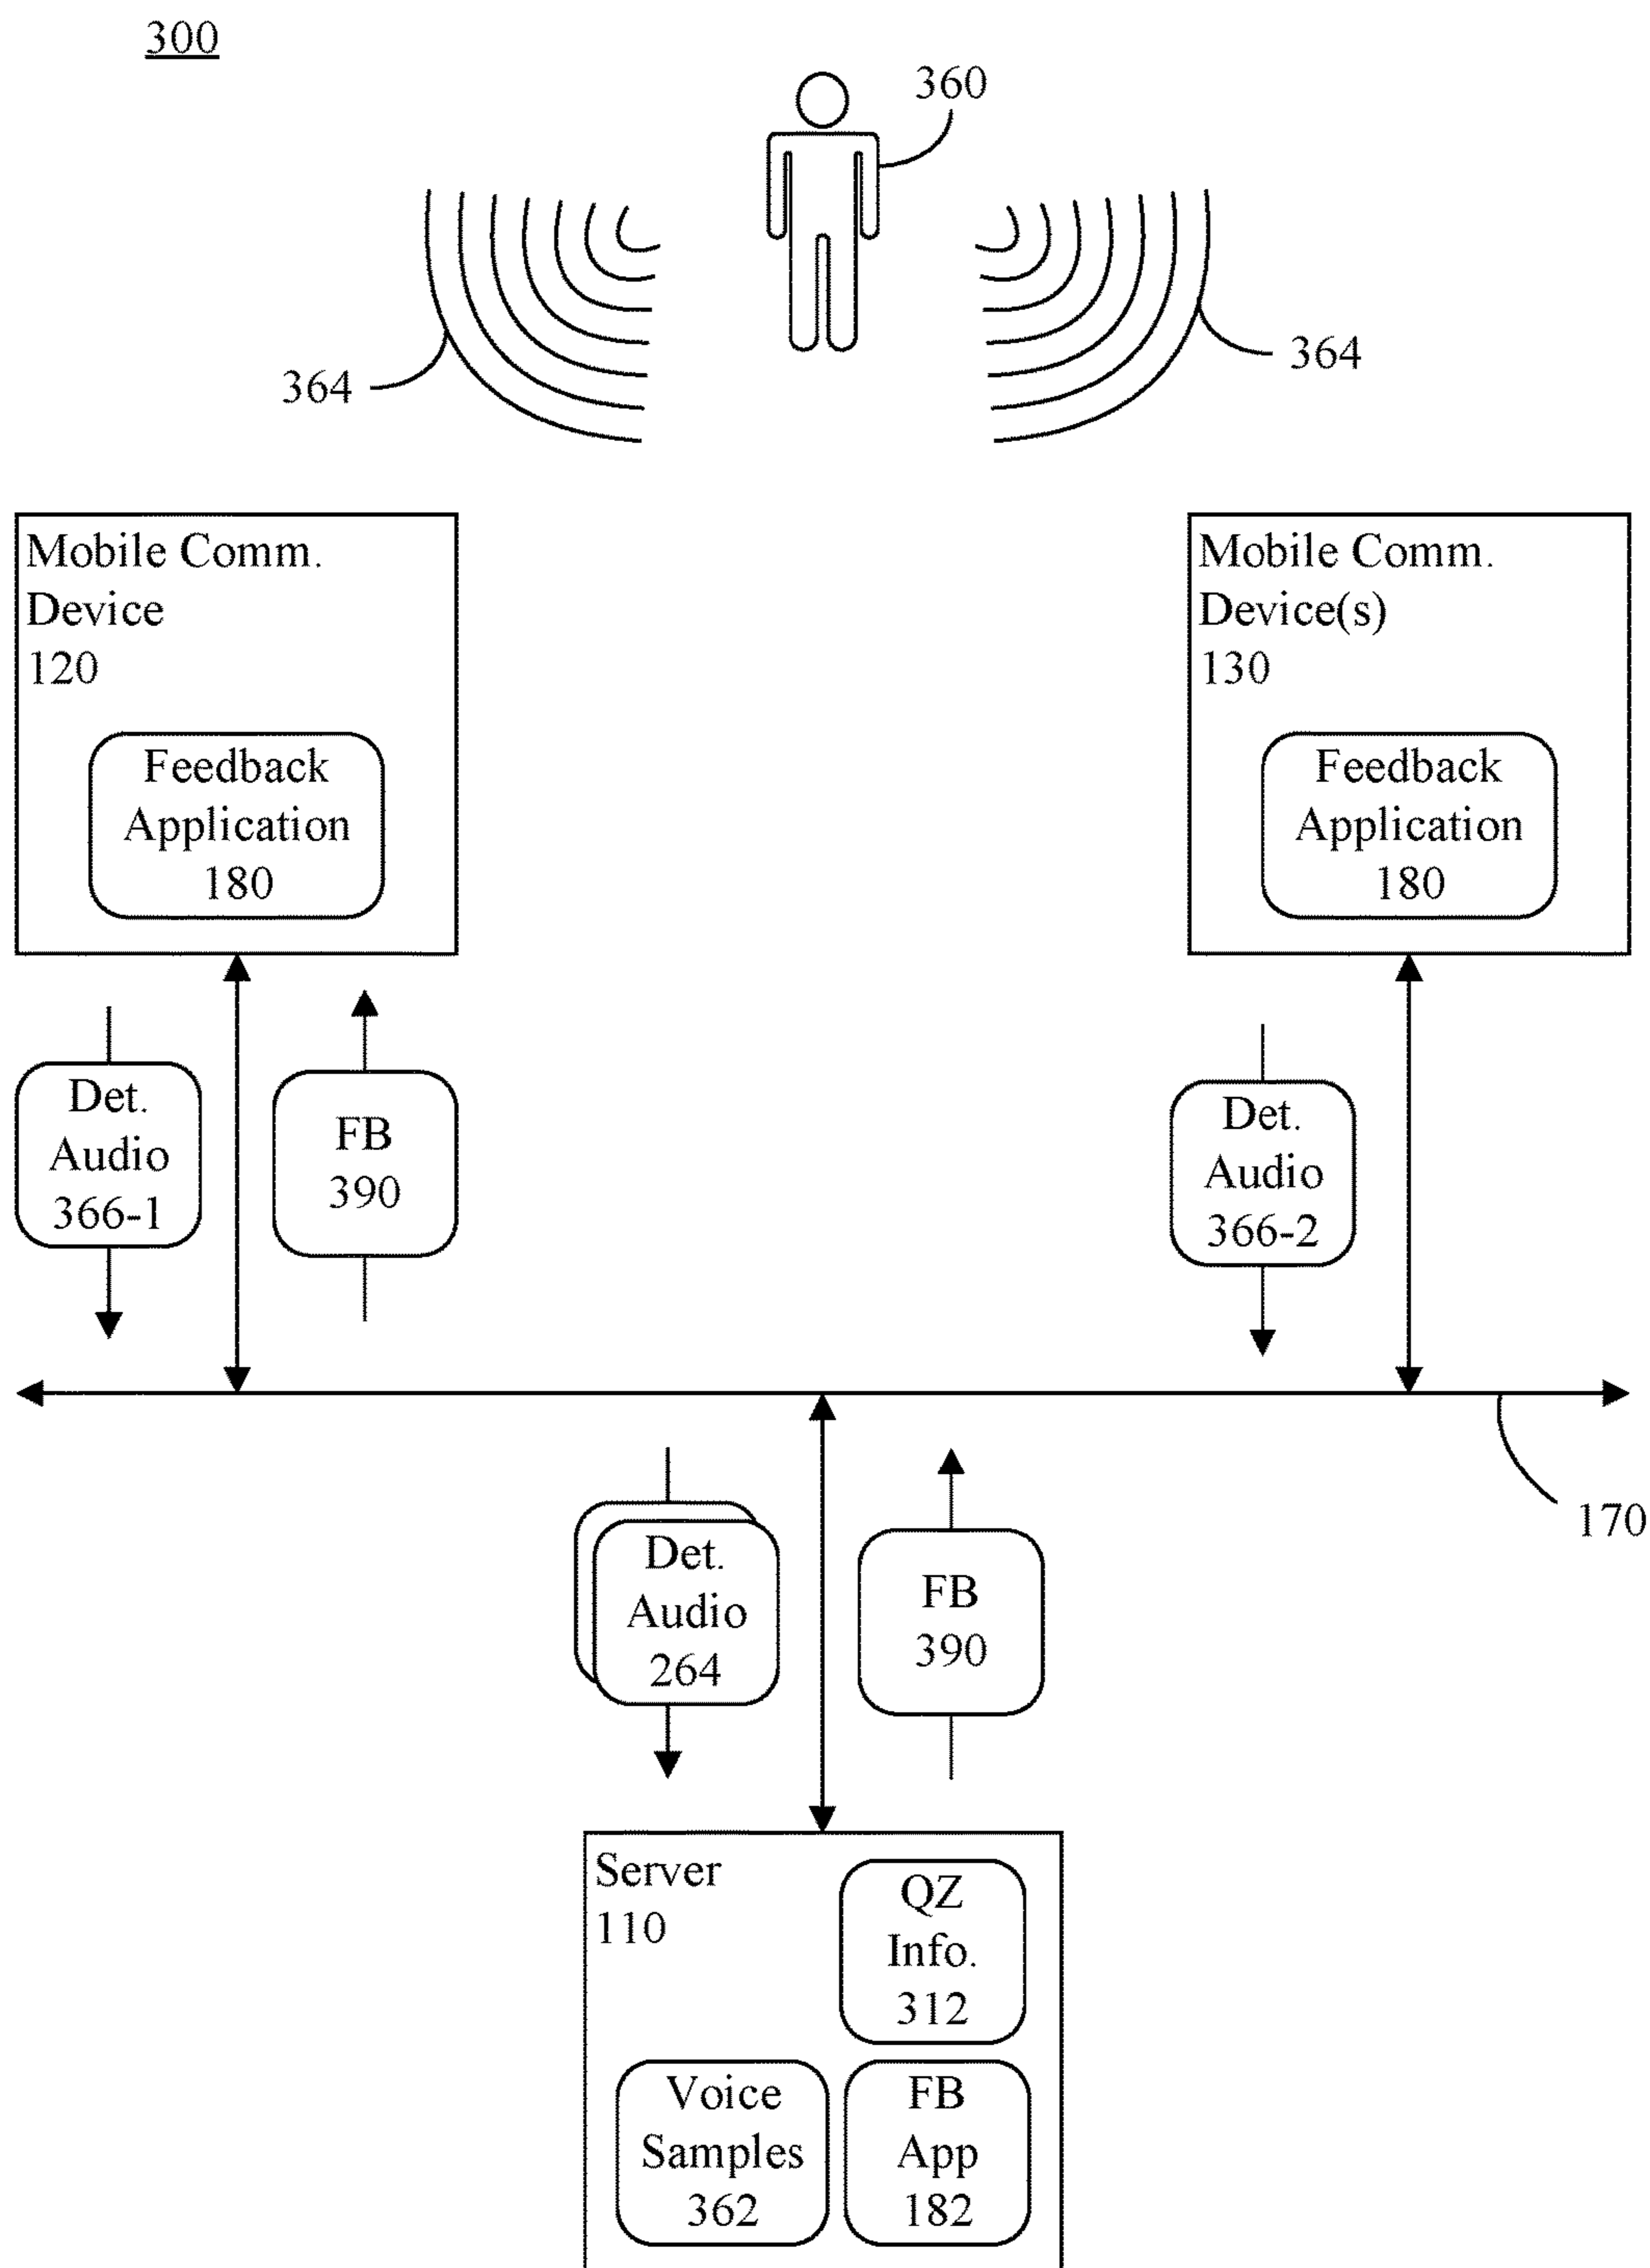 300
360
364
364
Mobile Comm.
Device
120
Feedback
Application
180
Mobile Comm.
Device(s)
130
Feedback
Application
180
Det.
Audio
366-1
FB
390
Det.
Audio
366-2
170
Det.
Audio
264
FB
390
Server
110
QZ
Info.
312
Voice
Samples
362
FB
App
182